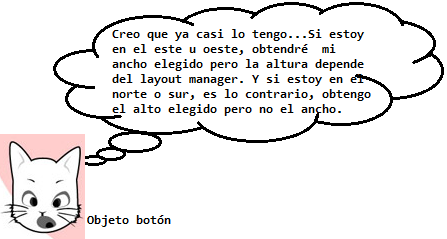 Creo que ya casi lo tengo...Si estoy
en el este u oeste, obtendré mi
ancho elegido pero la altura depende
del layout manager. Y si estoy en el
norte o sur, es lo contrario, obtengo
el alto elegido pero no el ancho.
Objeto botón